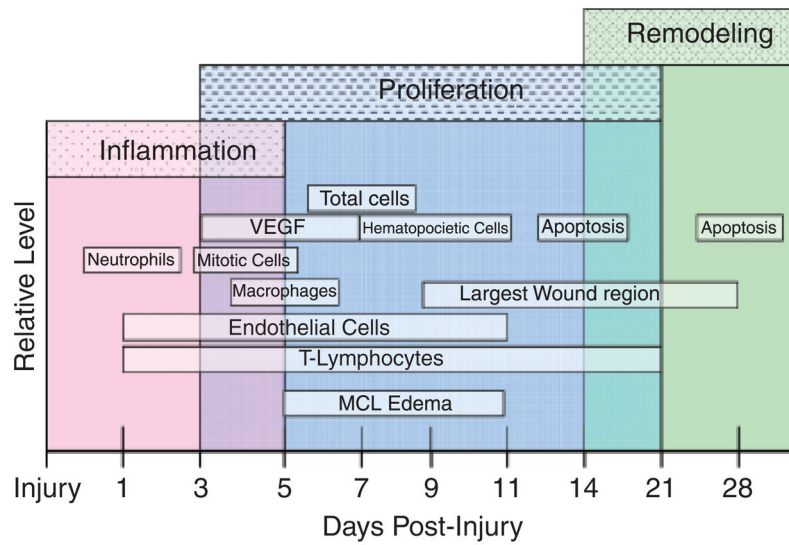 Remodeling
Proliferation
Inflammation
Total cells
VEGF
Hematopocietic Cells
Apoptosis
Apoptosis
Neutrophils
Mitotic Cells
Macrophages
Largest Wound region
Endothelial Cells
T-Lymphocytes
MCL Edema
Relative Level
Injury 1 3 5 7 9 11 14 21 28
Days Post-Injury